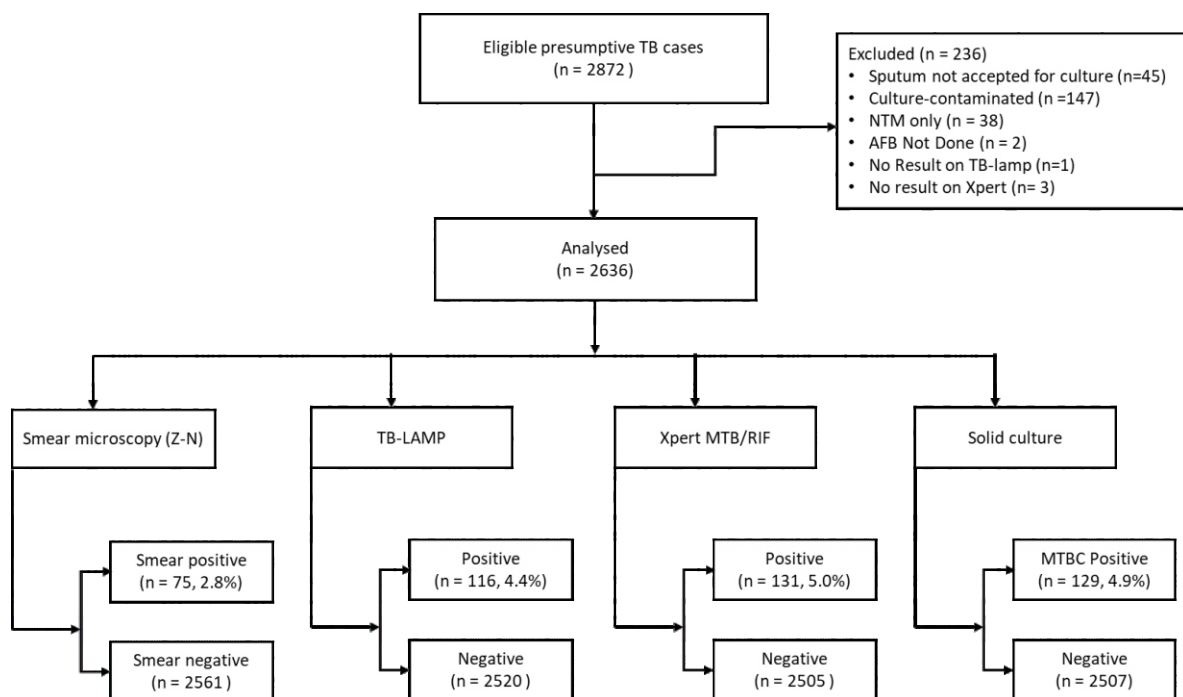 Eligible presumptive TB cases
(n = 2872 )
Excluded (n = 236)
• Sputum not accepted for culture (n=45)
• Culture-contaminated (n =147)
• NTM only (n = 38)
• AFB Not Done (n = 2)
• No Result on TB-lamp (n=1)
• No result on Xpert (n= 3)
Analysed
(n = 2636)
Smear microscopy (Z-N)
TB-LAMP
Xpert MTB/RIF
Solid culture
Smear positive
(n = 75, 2.8%)
Positive
(n = 116, 4.4%)
Positive
(n = 131, 5.0%)
MTBC Positive
(n = 129, 4.9%)
Smear negative
(n = 2561 )
Negative
(n = 2520)
Negative
(n = 2505)
Negative
(n = 2507)